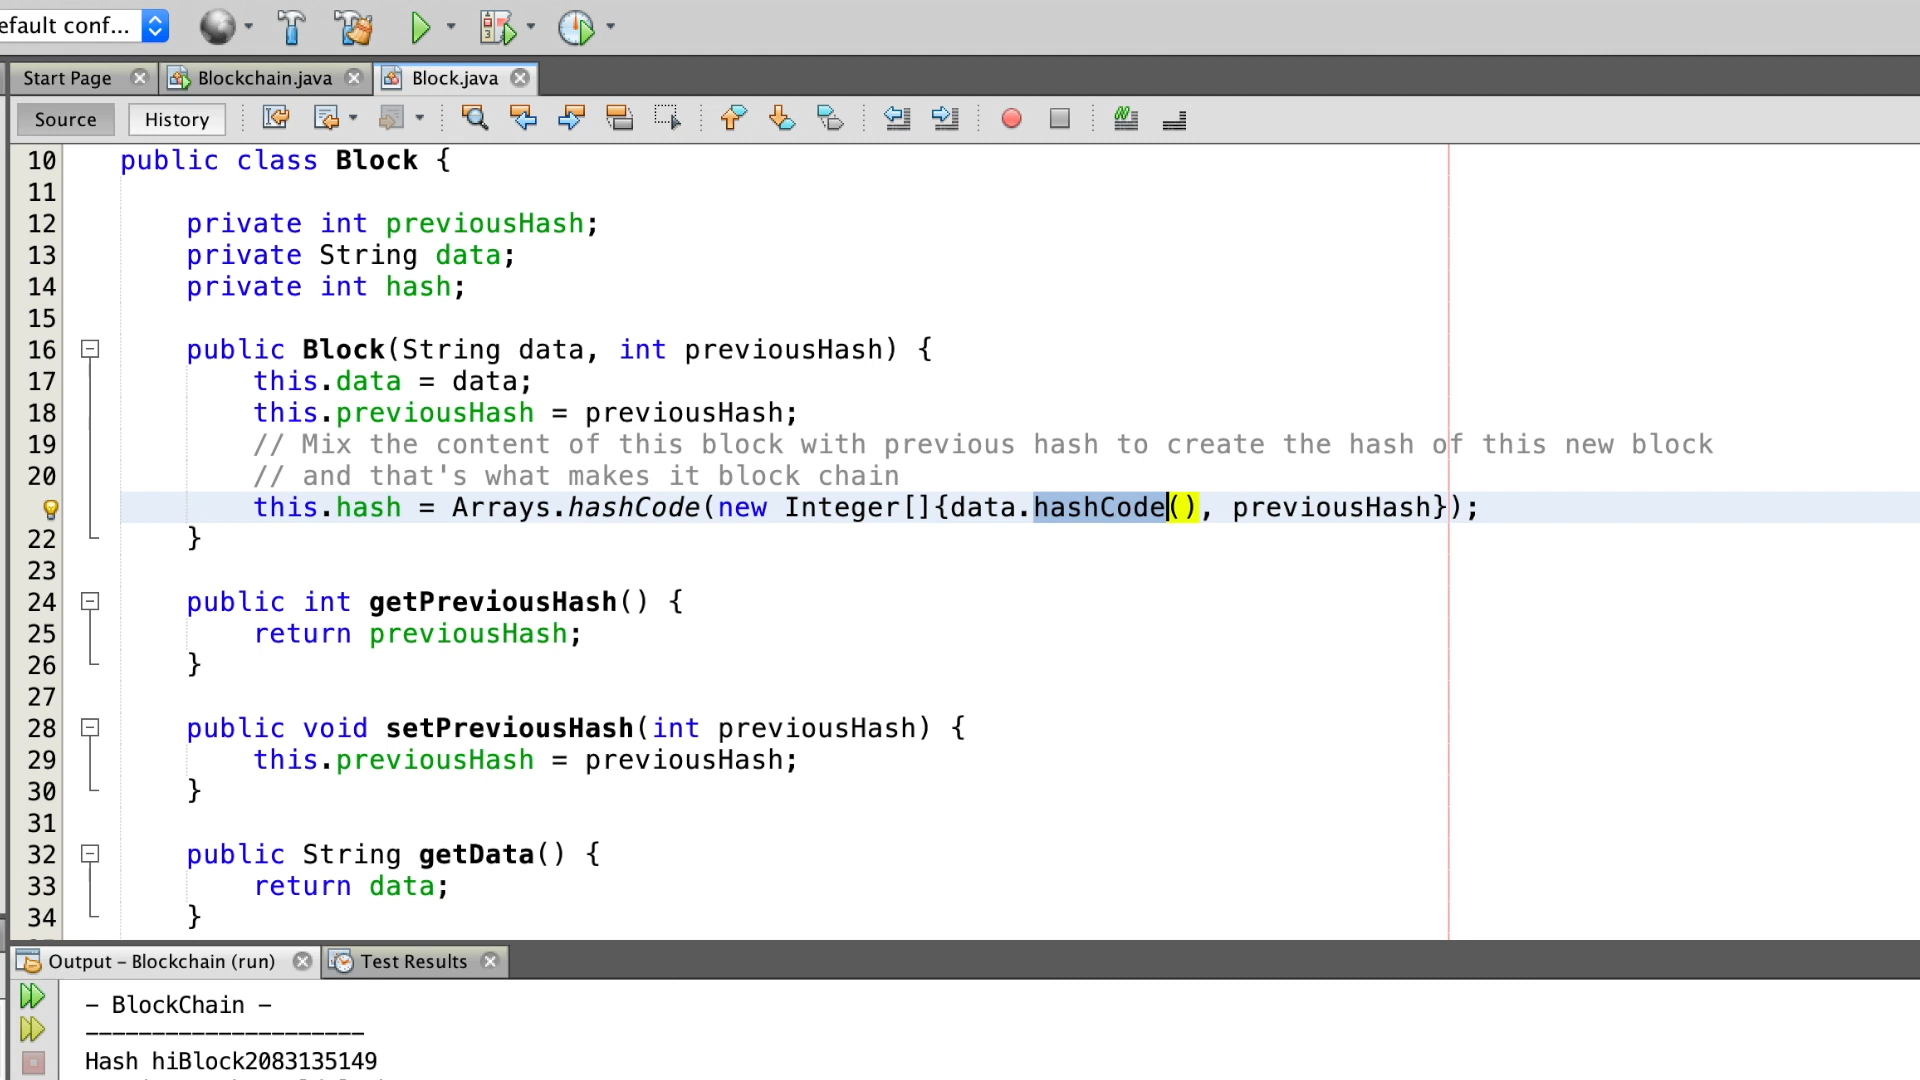 efault conf...
Start Page
Blockchain.java
Block.java
Source
History
10 public class Block {
11
12 private int previousHash;
13 private String data;
14 private int hash;
15
16 public Block(String data, int previousHash) {
17 this.data = data;
18 this.previousHash = previousHash;
19 // Mix the content of this block with previous hash to create the hash of this new block
20 // and that's what makes it block chain
this.hash = Arrays.hashCode(new Integer[]{data.hashCode(), previousHash});
22 }
23
24 public int getPreviousHash() {
25 return previousHash;
26 }
27
28 public void setPreviousHash(int previousHash) {
29 this.previousHash = previousHash;
30 }
31
32 public String getData() {
33 return data;
34 }
Output – Blockchain (run)
Test Results
– BlockChain –
---------------------
Hash hiBlock2083135149